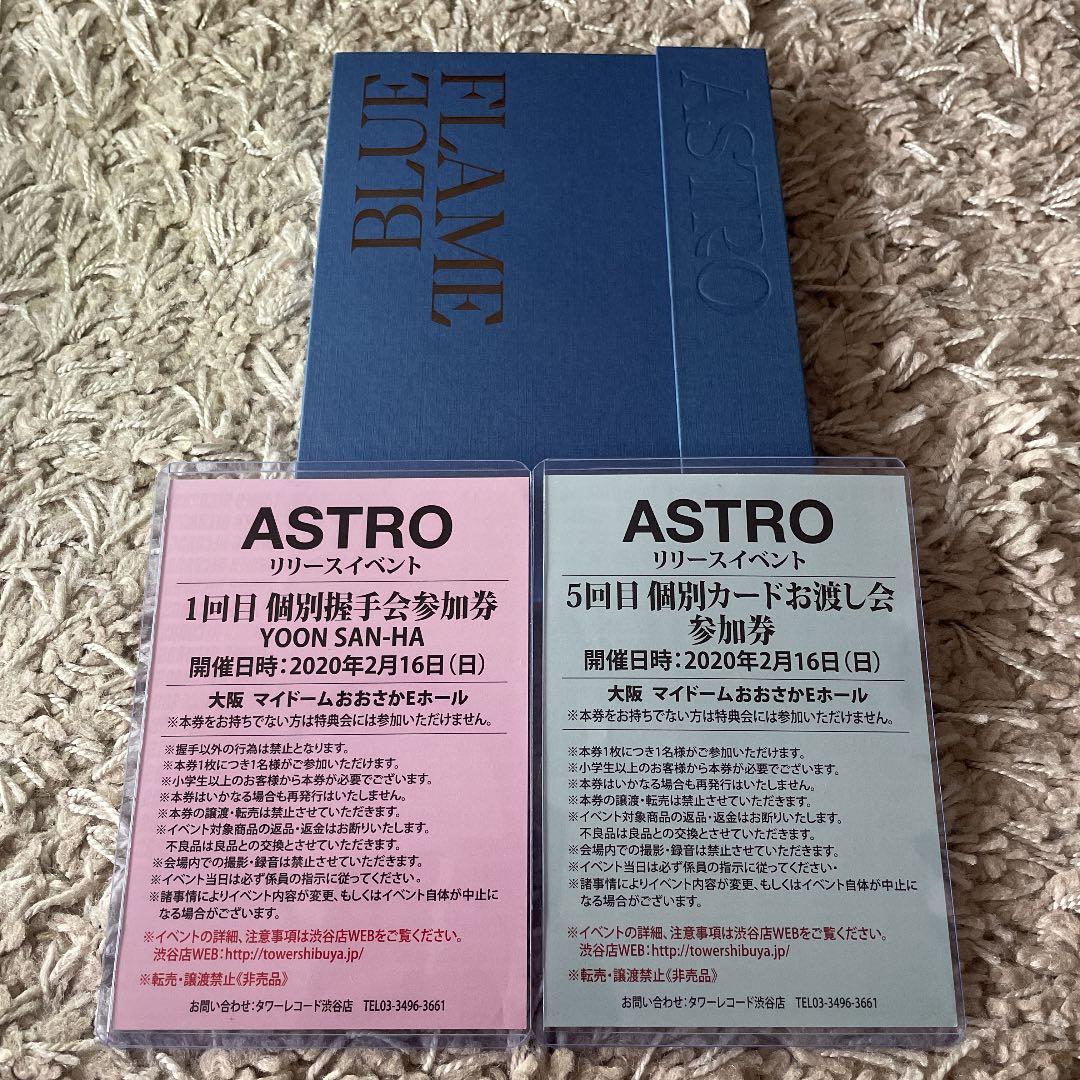 BLUE
FLAME
ASTRO
ASTRO
リリースイベント
1回目 個別握手会参加券
YOON SAN-HA
開催日時：2020年2月16日（日）
大阪 マイドームおおさかEホール
※本券をお持ちでない方は特典会には参加いただけません。
※握手以外の行為は禁止となります。
※本券1枚につき1名様がご参加いただけます。
※小学生以上のお客様から本券が必要でございます。
※本券はいかなる場合も再発行はいたしません。
※本券の譲渡・転売は禁止させていただきます。
※イベント対象商品の返品・返金はお断りいたします。
不良品は良品との交換とさせていただきます。
※会場内での撮影・録音は禁止させていただきます。
※イベント当日は必ず係員の指示に従ってください。
※諸事情によりイベント内容が変更、もしくはイベント自体が中止に
なる場合がございます。
※イベントの詳細、注意事項は渋谷店WEBをご覧ください。
渋谷店WEB：http://towershibuya.jp/
※転売・譲渡禁止《非売品》
お問い合わせ：タワーレコード渋谷店 TEL03-3496-3661
ASTRO
リリースイベント
5回目 個別カードお渡し会
参加券
開催日時：2020年2月16日（日）
大阪 マイドームおおさかEホール
※本券をお持ちでない方は特典会には参加いただけません。
※本券1枚につき1名様がご参加いただけます。
※小学生以上のお客様から本券が必要でございます。
※本券はいかなる場合も再発行はいたしません。
※本券の譲渡・転売は禁止させていただきます。
※イベント対象商品の返品・返金はお断りいたします。
不良品は良品との交換とさせていただきます。
※会場内での撮影・録音は禁止させていただきます。
※イベント当日は必ず係員の指示に従ってください・
※諸事情によりイベント内容が変更、もしくはイベント自体が中止に
なる場合がございます。
※イベントの詳細、注意事項は渋谷店WEBをご覧ください。
渋谷店WEB：http://towershibuya.jp/
※転売・譲渡禁止《非売品》
お問い合わせ：タワーレコード渋谷店 TEL03-3496-3661